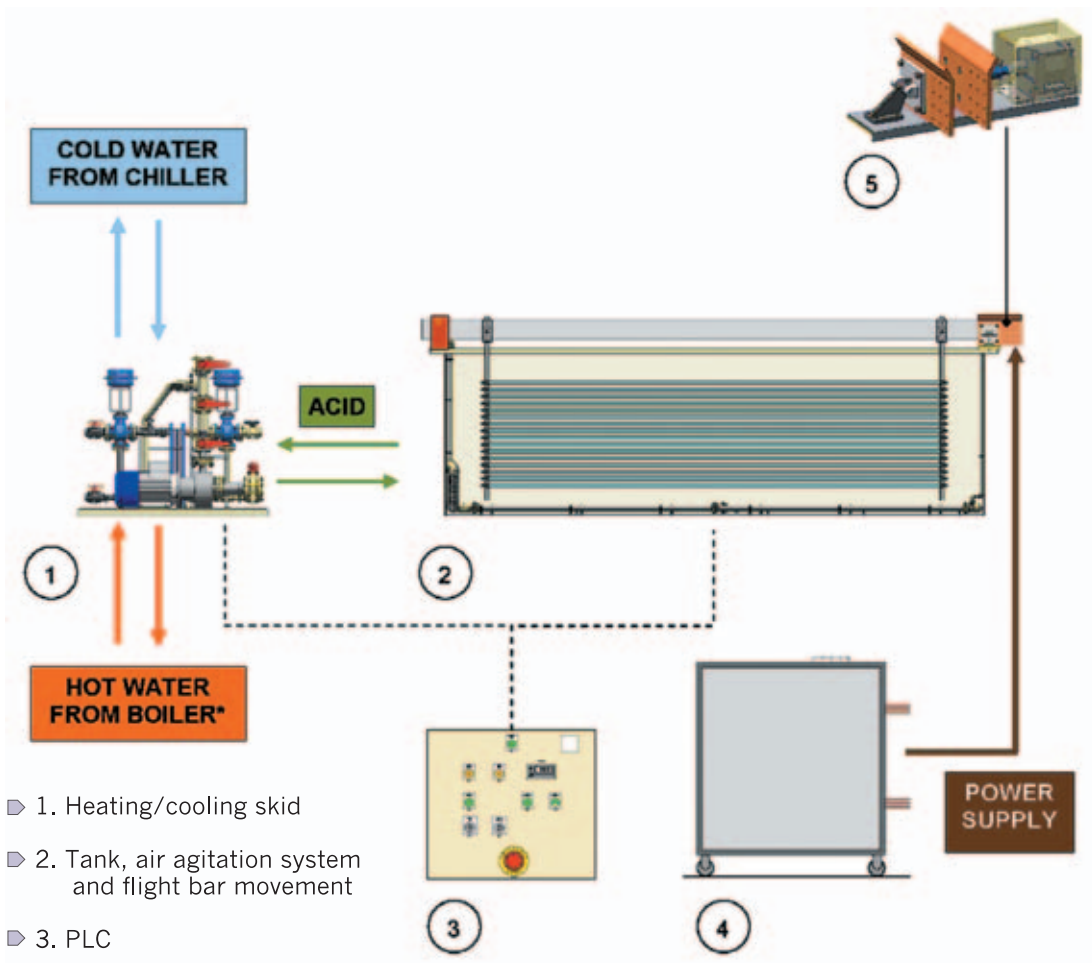 5
COLD WATER
FROM CHILLER
ACID
1
2
HOT WATER
FROM BOILER*
POWER
SUPPLY
1. Heating/cooling skid
2. Tank, air agitation system
and flight bar movement
3. PLC
3
4